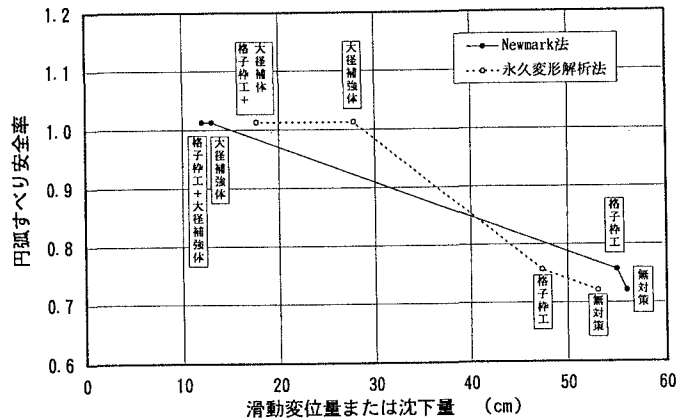 1.2
1.1
1.0
0.9
0.8
0.7
0.6
円弧すべり安全率
0
10
20
30
40
50
60
滑動変位量または沈下量 (cm)
Newmark法
永久変形解析法
格子枠工+
大径補体
大径補強体
格子枠工+大径補強体
大径補強体
格子枠工
無対策
格子枠工
無対策